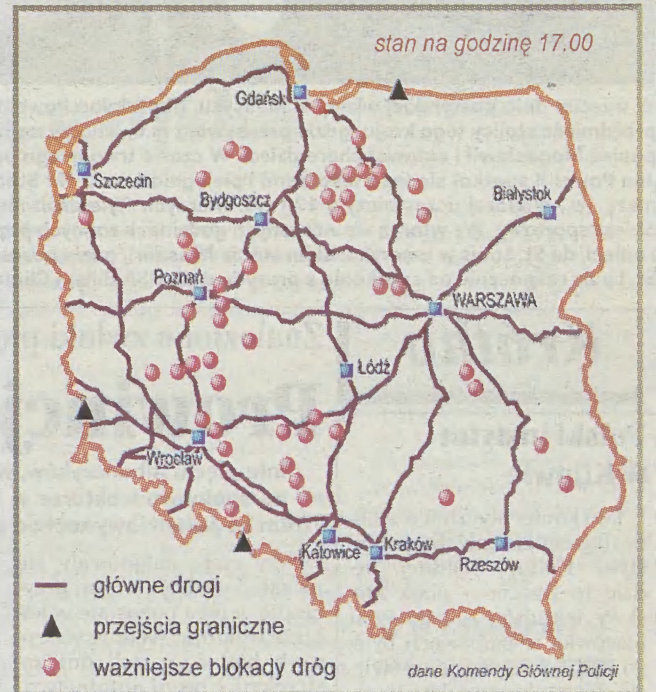 stan na godzinę 17.00
Gdańsk
Szczecin
Bydgoszcz
Białystok
Poznań
WARSZAWA
Łódź
Wrocław
Katowice
Kraków
Rzeszów
główne drogi
przejścia graniczne
ważniejsze blokady dróg
dane Komendy Głównej Policji